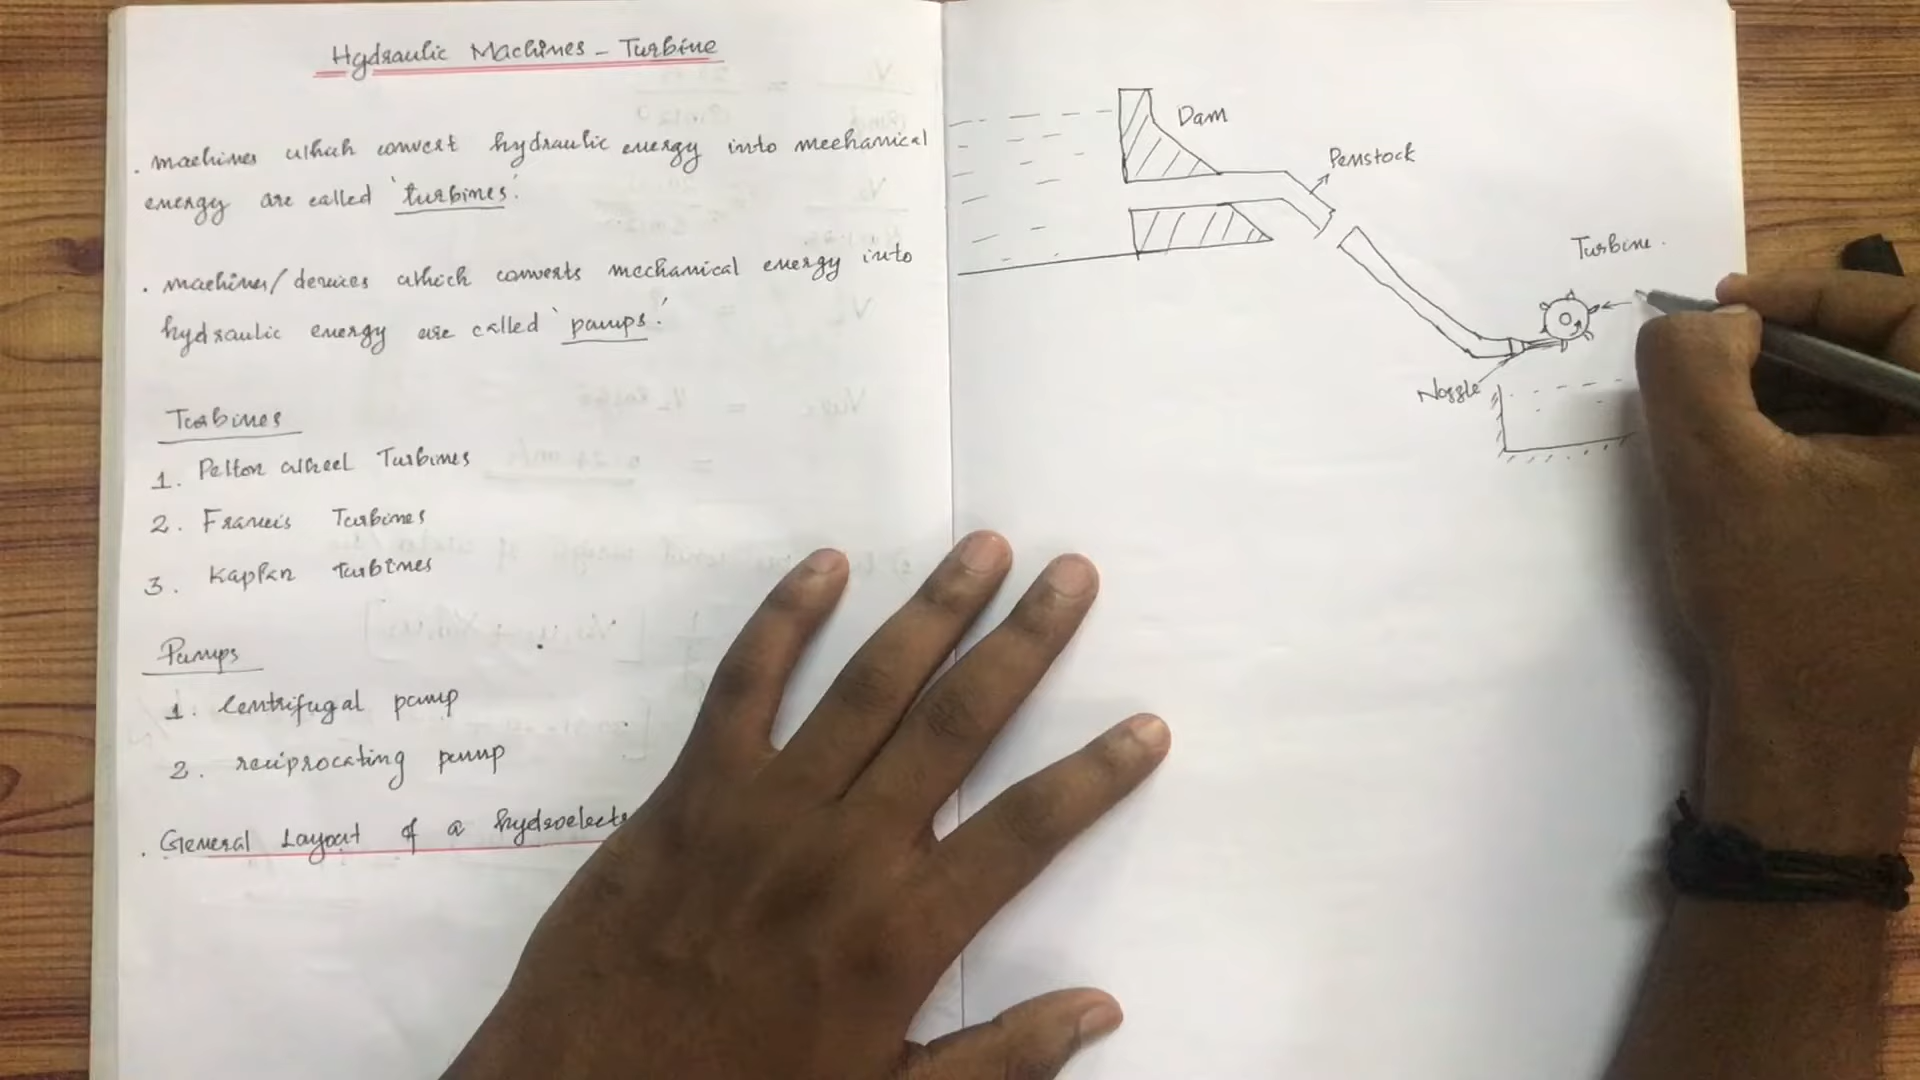 Hydraulic Machines - Turbine
. machines which convert hydraulic energy into mechanical
energy are called 'turbines'.
. machines/devices which converts mechanical energy into
hydraulic energy are called 'pumps'.
Turbines
1. Pelton wheel Turbines
2. Francis Turbines
3. Kaplan turbines
Pumps
1. Centrifugal pump
2. reciprocating pump
. General Layout of a hydroelect
Dam
Penstock
Turbine.
Nozzle